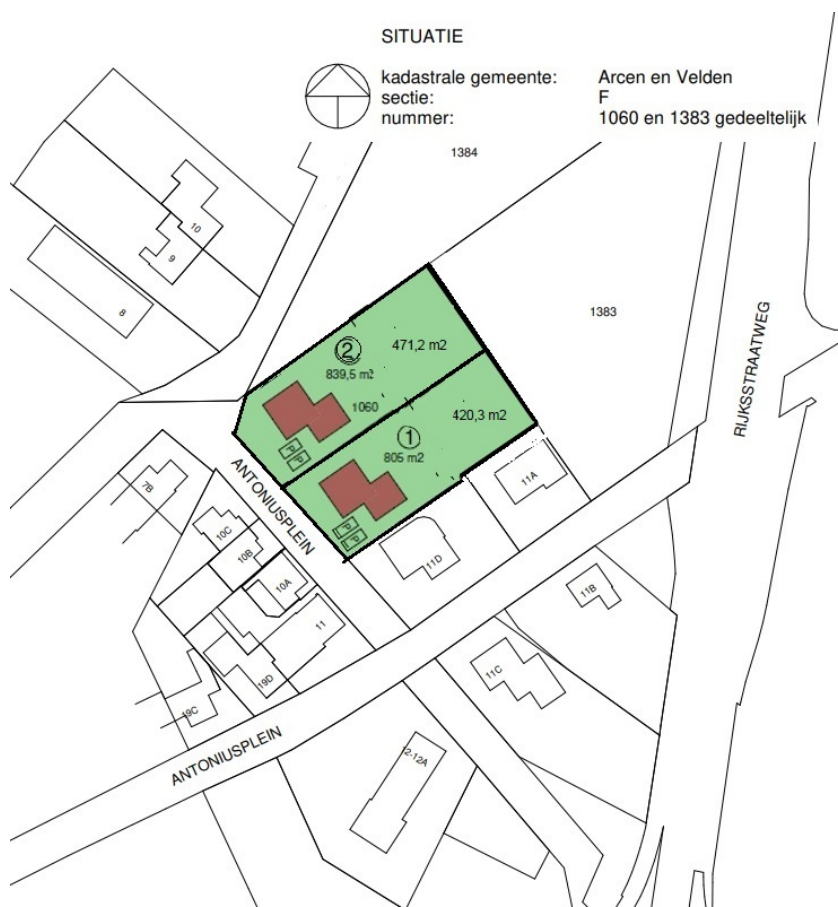 SITUATIE
kadastrale gemeente: Arcen en Velden
sectie: F
nummer: 1060 en 1383 gedeeltelijk
1384
10
9
8
1383
RIJKSSTRAATWEG
2
471,2 m2
839,5 m2
1060
420,3 m2
1
805 m2
P
P
P
P
ANTONIUSPLEIN
7B
10C
10B
10A
11
11A
11D
11B
11C
19D
19C
ANTONIUSPLEIN
12-12A